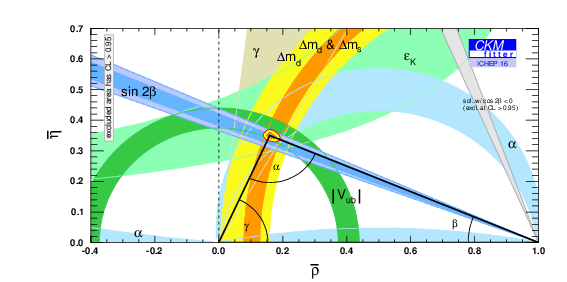 CKM
fitter
ICHEP 16
excluded area has CL > 0.95
γ
Δm_d & Δm_s
Δm_d
ε_K
sin 2β
sol. w/ cos 2β < 0
(excl. at CL > 0.95)
α
α
|V_ub|
γ
β
α
η̄
0.7
0.6
0.5
0.4
0.3
0.2
0.1
0.0
-0.4 -0.2 0.0 0.2 0.4 0.6 0.8 1.0
ρ̄